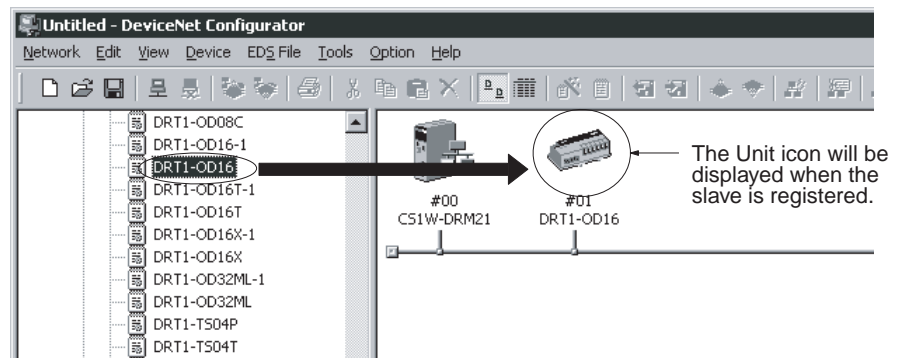 Untitled - DeviceNet Configurator
Network Edit View Device EDS File Tools Option Help
DRT1-OD08C
DRT1-OD16-1
DRT1-OD16
DRT1-OD16T-1
DRT1-OD16T
DRT1-OD16X-1
DRT1-OD16X
DRT1-OD32ML-1
DRT1-OD32ML
DRT1-TS04P
DRT1-TS04T
#00
CS1W-DRM21
#01
DRT1-OD16
The Unit icon will be
displayed when the
slave is registered.